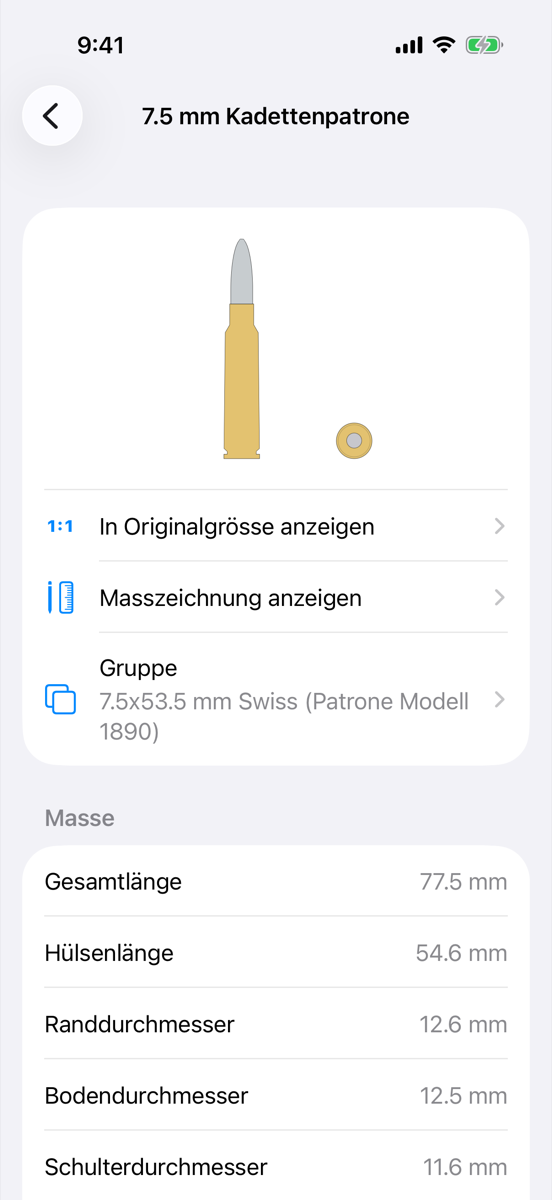 9:41
7.5 mm Kadettenpatrone
1:1 In Originalgrösse anzeigen
Masszeichnung anzeigen
Gruppe
7.5x53.5 mm Swiss (Patrone Modell
1890)
Masse
Gesamtlänge 77.5 mm
Hülsenlänge 54.6 mm
Randdurchmesser 12.6 mm
Bodendurchmesser 12.5 mm
Schulterdurchmesser 11.6 mm